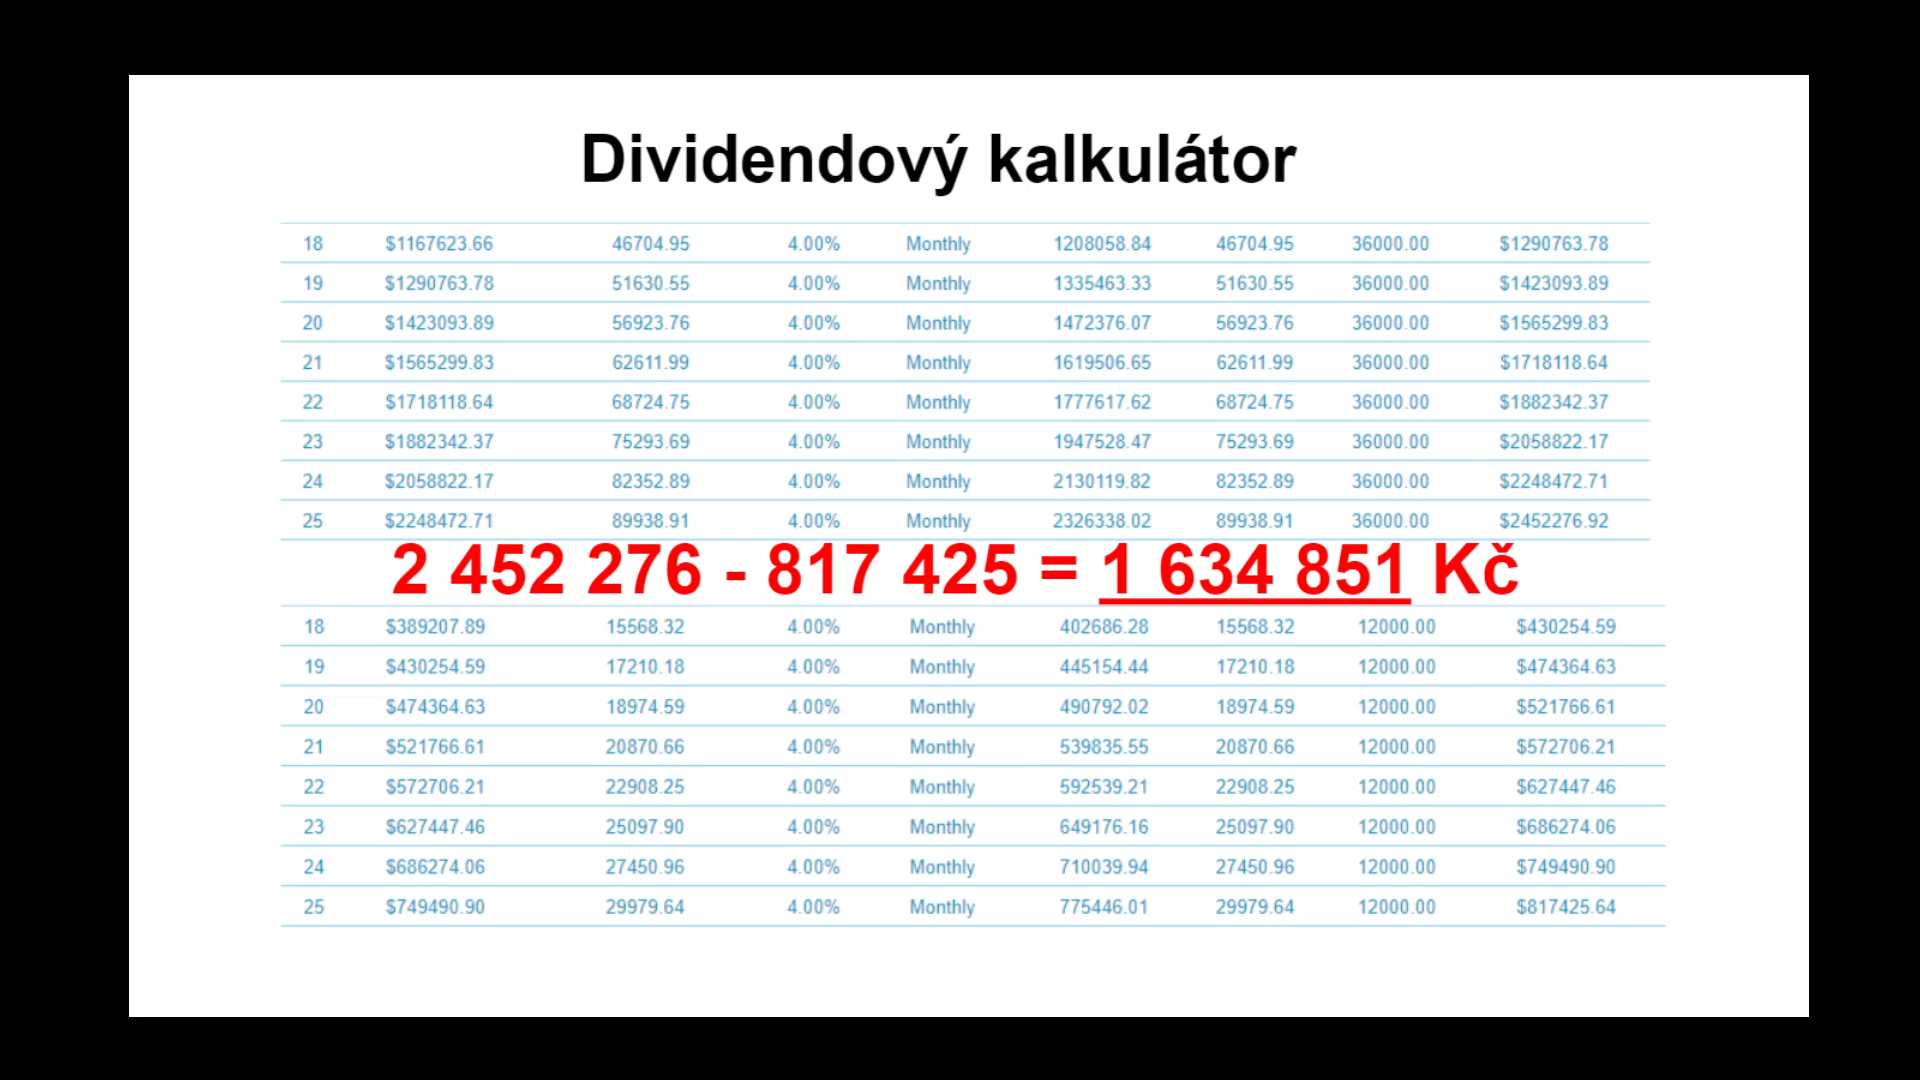 Dividendový kalkulátor
18 $1167623.66 46704.95 4.00% Monthly 1208058.84 46704.95 36000.00 $1290763.78
19 $1290763.78 51630.55 4.00% Monthly 1335463.33 51630.55 36000.00 $1423093.89
20 $1423093.89 56923.76 4.00% Monthly 1472376.07 56923.76 36000.00 $1565299.83
21 $1565299.83 62611.99 4.00% Monthly 1619506.65 62611.99 36000.00 $1718118.64
22 $1718118.64 68724.75 4.00% Monthly 1777617.62 68724.75 36000.00 $1882342.37
23 $1882342.37 75293.69 4.00% Monthly 1947528.47 75293.69 36000.00 $2058822.17
24 $2058822.17 82352.89 4.00% Monthly 2130119.82 82352.89 36000.00 $2248472.71
25 $2248472.71 89938.91 4.00% Monthly 2326338.02 89938.91 36000.00 $2452276.92
2 452 276 - 817 425 = 1 634 851 Kč
18 $389207.89 15568.32 4.00% Monthly 402686.28 15568.32 12000.00 $430254.59
19 $430254.59 17210.18 4.00% Monthly 445154.44 17210.18 12000.00 $474364.63
20 $474364.63 18974.59 4.00% Monthly 490792.02 18974.59 12000.00 $521766.61
21 $521766.61 20870.66 4.00% Monthly 539835.55 20870.66 12000.00 $572706.21
22 $572706.21 22908.25 4.00% Monthly 592539.21 22908.25 12000.00 $627447.46
23 $627447.46 25097.90 4.00% Monthly 649176.16 25097.90 12000.00 $686274.06
24 $686274.06 27450.96 4.00% Monthly 710039.94 27450.96 12000.00 $749490.90
25 $749490.90 29979.64 4.00% Monthly 775446.01 29979.64 12000.00 $817425.64